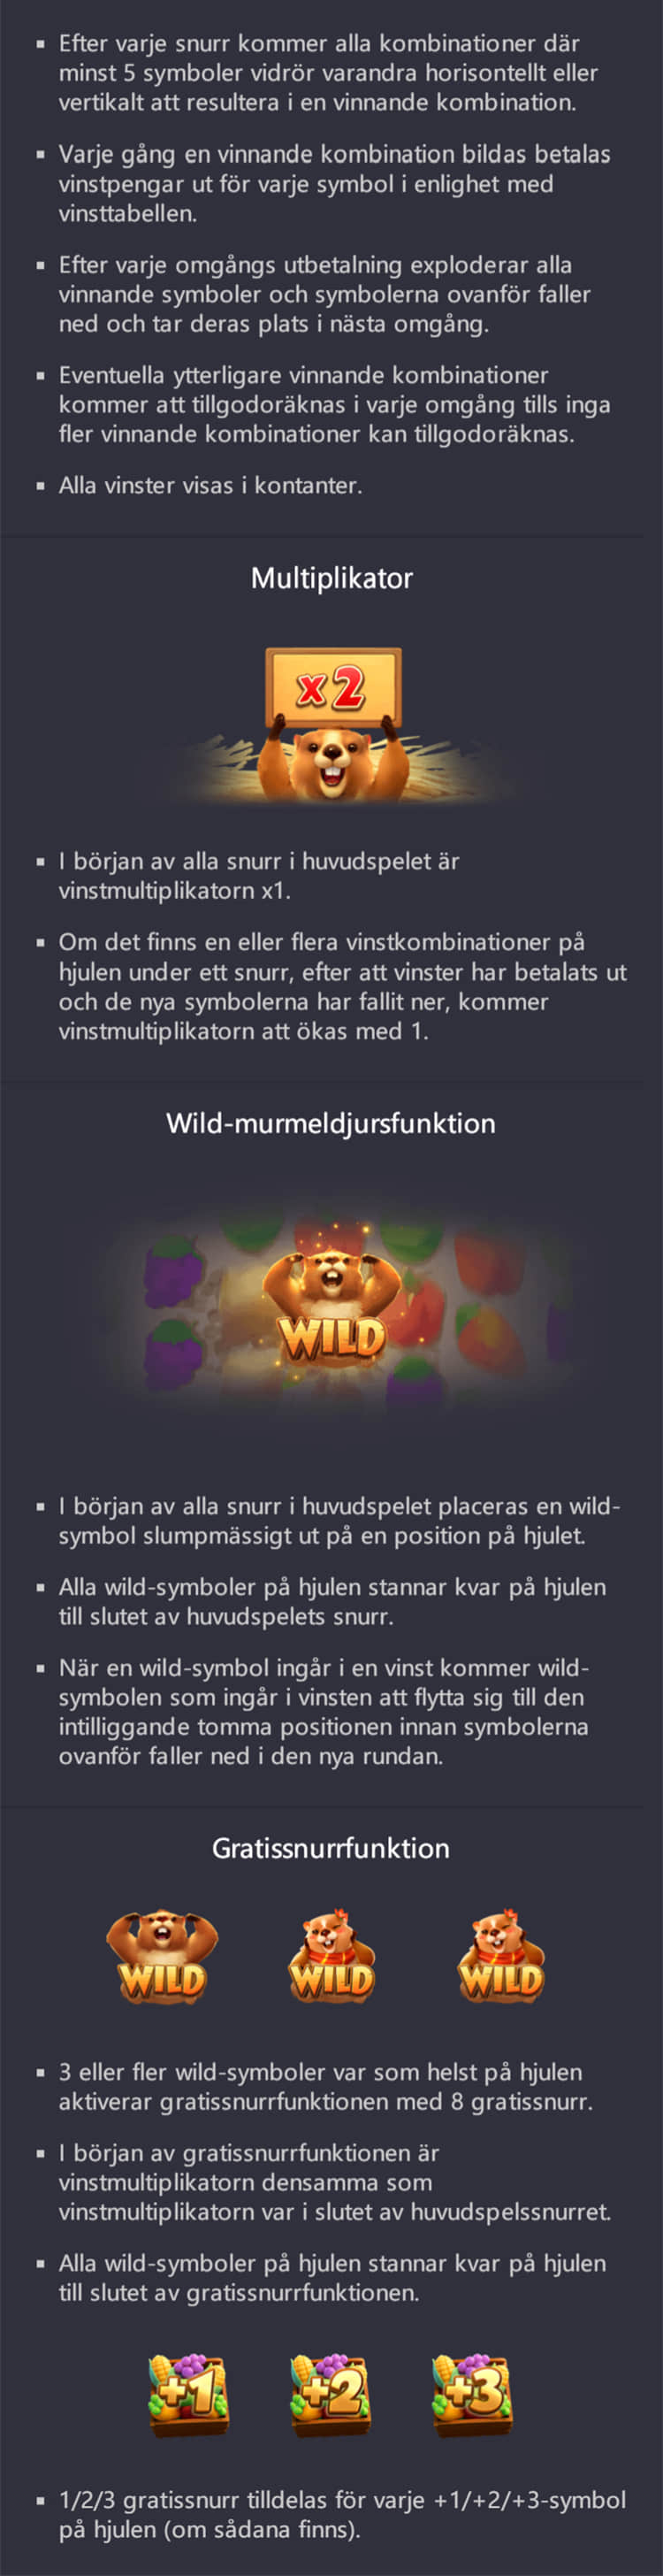 ▪ Efter varje snurr kommer alla kombinationer där
minst 5 symboler vidrör varandra horisontellt eller
vertikalt att resultera i en vinnande kombination.
▪ Varje gång en vinnande kombination bildas betalas
vinstpengar ut för varje symbol i enlighet med
vinsttabellen.
▪ Efter varje omgångs utbetalning exploderar alla
vinnande symboler och symbolerna ovanför faller
ned och tar deras plats i nästa omgång.
▪ Eventuella ytterligare vinnande kombinationer
kommer att tillgodoräknas i varje omgång tills inga
fler vinnande kombinationer kan tillgodoräknas.
▪ Alla vinster visas i kontanter.
Multiplikator
x2
▪ I början av alla snurr i huvudspelet är
vinstmultiplikatorn x1.
▪ Om det finns en eller flera vinstkombinationer på
hjulen under ett snurr, efter att vinster har betalats ut
och de nya symbolerna har fallit ner, kommer
vinstmultiplikatorn att ökas med 1.
Wild-murmeldjursfunktion
WILD
▪ I början av alla snurr i huvudspelet placeras en wild-
symbol slumpmässigt ut på en position på hjulet.
▪ Alla wild-symboler på hjulen stannar kvar på hjulen
till slutet av huvudspelets snurr.
▪ När en wild-symbol ingår i en vinst kommer wild-
symbolen som ingår i vinsten att flytta sig till den
intilliggande tomma positionen innan symbolerna
ovanför faller ned i den nya rundan.
Gratissnurrfunktion
WILD WILD WILD
▪ 3 eller fler wild-symboler var som helst på hjulen
aktiverar gratissnurrfunktionen med 8 gratissnurr.
▪ I början av gratissnurrfunktionen är
vinstmultiplikatorn densamma som
vinstmultiplikatorn var i slutet av huvudspelssnurret.
▪ Alla wild-symboler på hjulen stannar kvar på hjulen
till slutet av gratissnurrfunktionen.
+1 +2 +3
▪ 1/2/3 gratissnurr tilldelas för varje +1/+2/+3-symbol
på hjulen (om sådana finns).